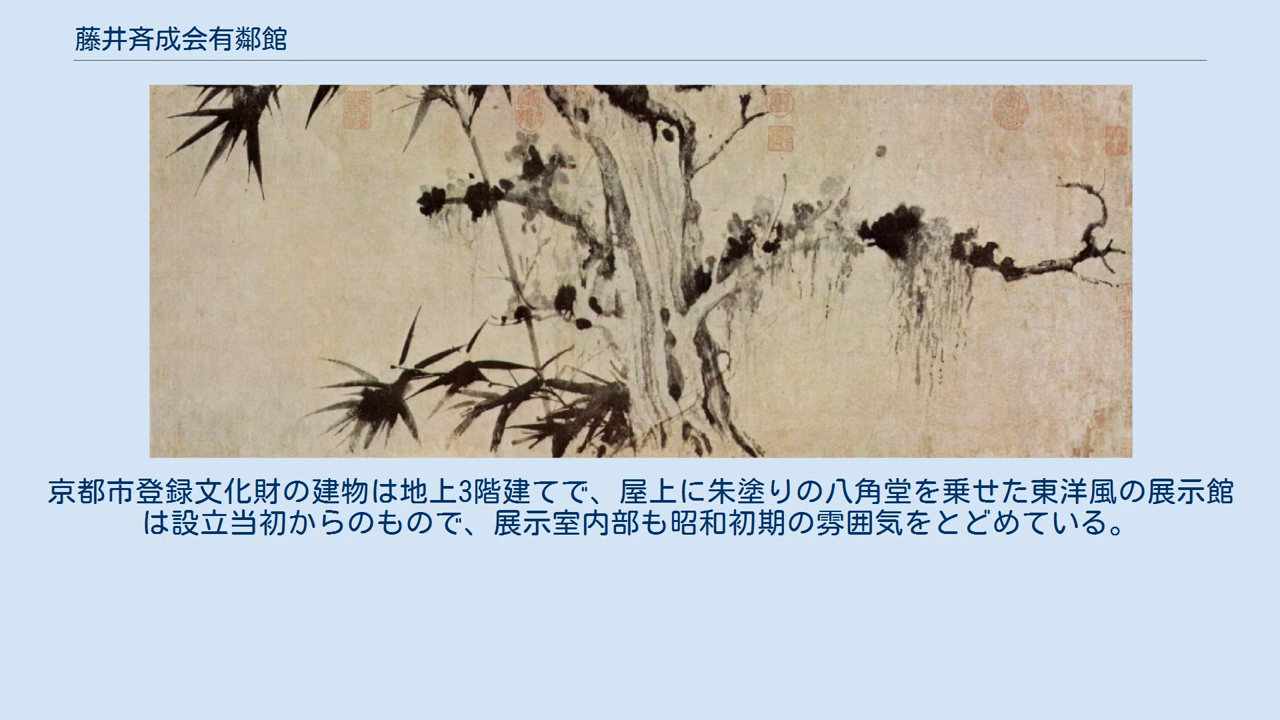 藤井斉成会有鄰館
京都市登録文化財の建物は地上3階建てで、屋上に朱塗りの八角堂を乗せた東洋風の展示館
は設立当初からのもので、展示室内部も昭和初期の雰囲気をとどめている。